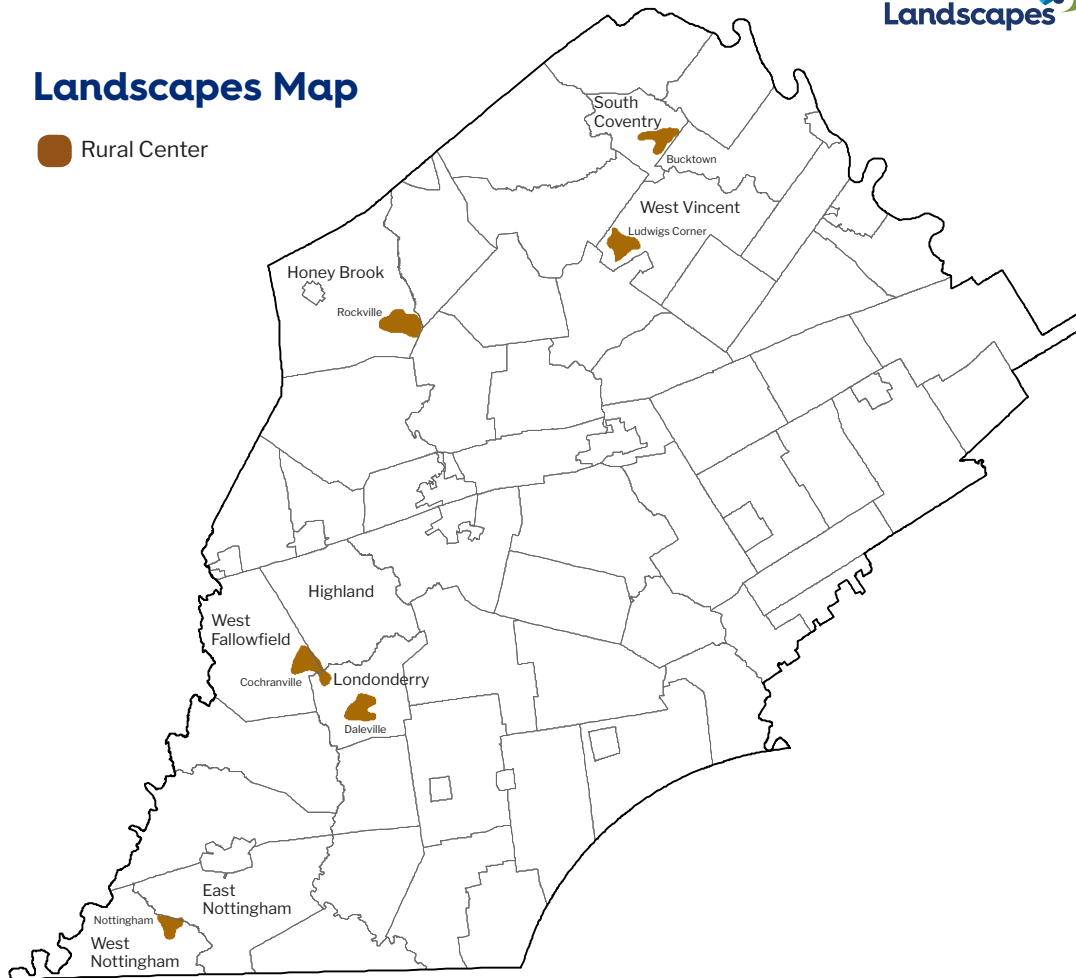 Landscapes
Landscapes Map
Rural Center
South
Coventry
Bucktown
West Vincent
Ludwigs Corner
Honey Brook
Rockville
Highland
West
Fallowfield
Cochranville
Londonderry
Daleville
East
Nottingham
Nottingham
West
Nottingham